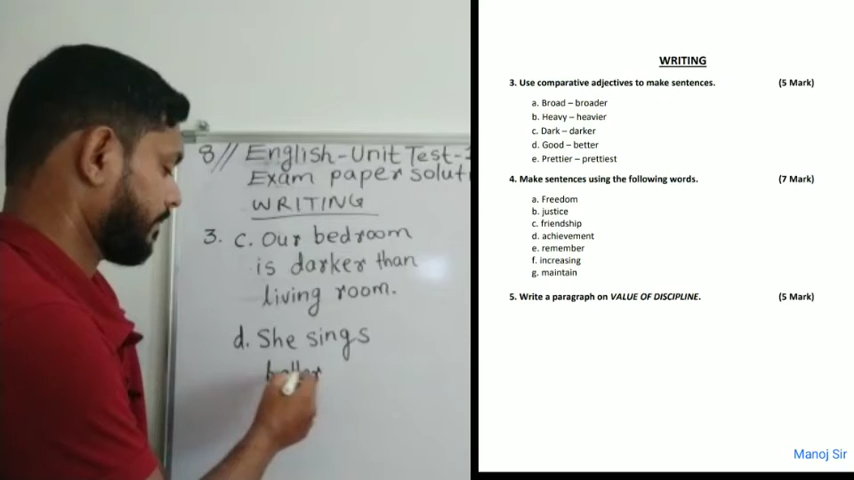 8// English-Unit Test-
Exam paper soluti
WRITING
3. c. Our bedroom
is darker than
living room.
d. She sings
better
WRITING
3. Use comparative adjectives to make sentences. (5 Mark)
a. Broad – broader
b. Heavy – heavier
c. Dark – darker
d. Good – better
e. Prettier – prettiest
4. Make sentences using the following words. (7 Mark)
a. Freedom
b. justice
c. friendship
d. achievement
e. remember
f. increasing
g. maintain
5. Write a paragraph on VALUE OF DISCIPLINE. (5 Mark)
Manoj Sir